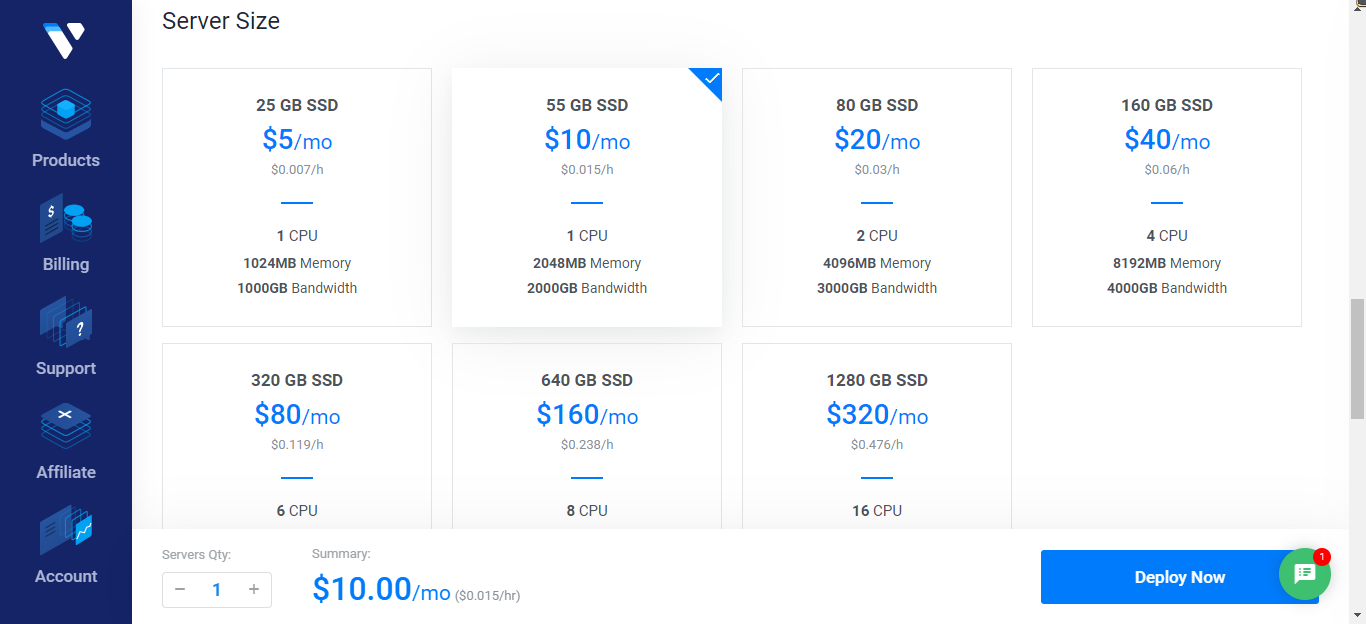 Server Size
Products
Billing
Support
Affiliate
Account
25 GB SSD
$5/mo
$0.007/h
1 CPU
1024MB Memory
1000GB Bandwidth
55 GB SSD
$10/mo
$0.015/h
1 CPU
2048MB Memory
2000GB Bandwidth
80 GB SSD
$20/mo
$0.03/h
2 CPU
4096MB Memory
3000GB Bandwidth
160 GB SSD
$40/mo
$0.06/h
4 CPU
8192MB Memory
4000GB Bandwidth
320 GB SSD
$80/mo
$0.119/h
6 CPU
640 GB SSD
$160/mo
$0.238/h
8 CPU
1280 GB SSD
$320/mo
$0.476/h
16 CPU
Servers Qty:
− 1 +
Summary:
$10.00/mo ($0.015/hr)
Deploy Now
1